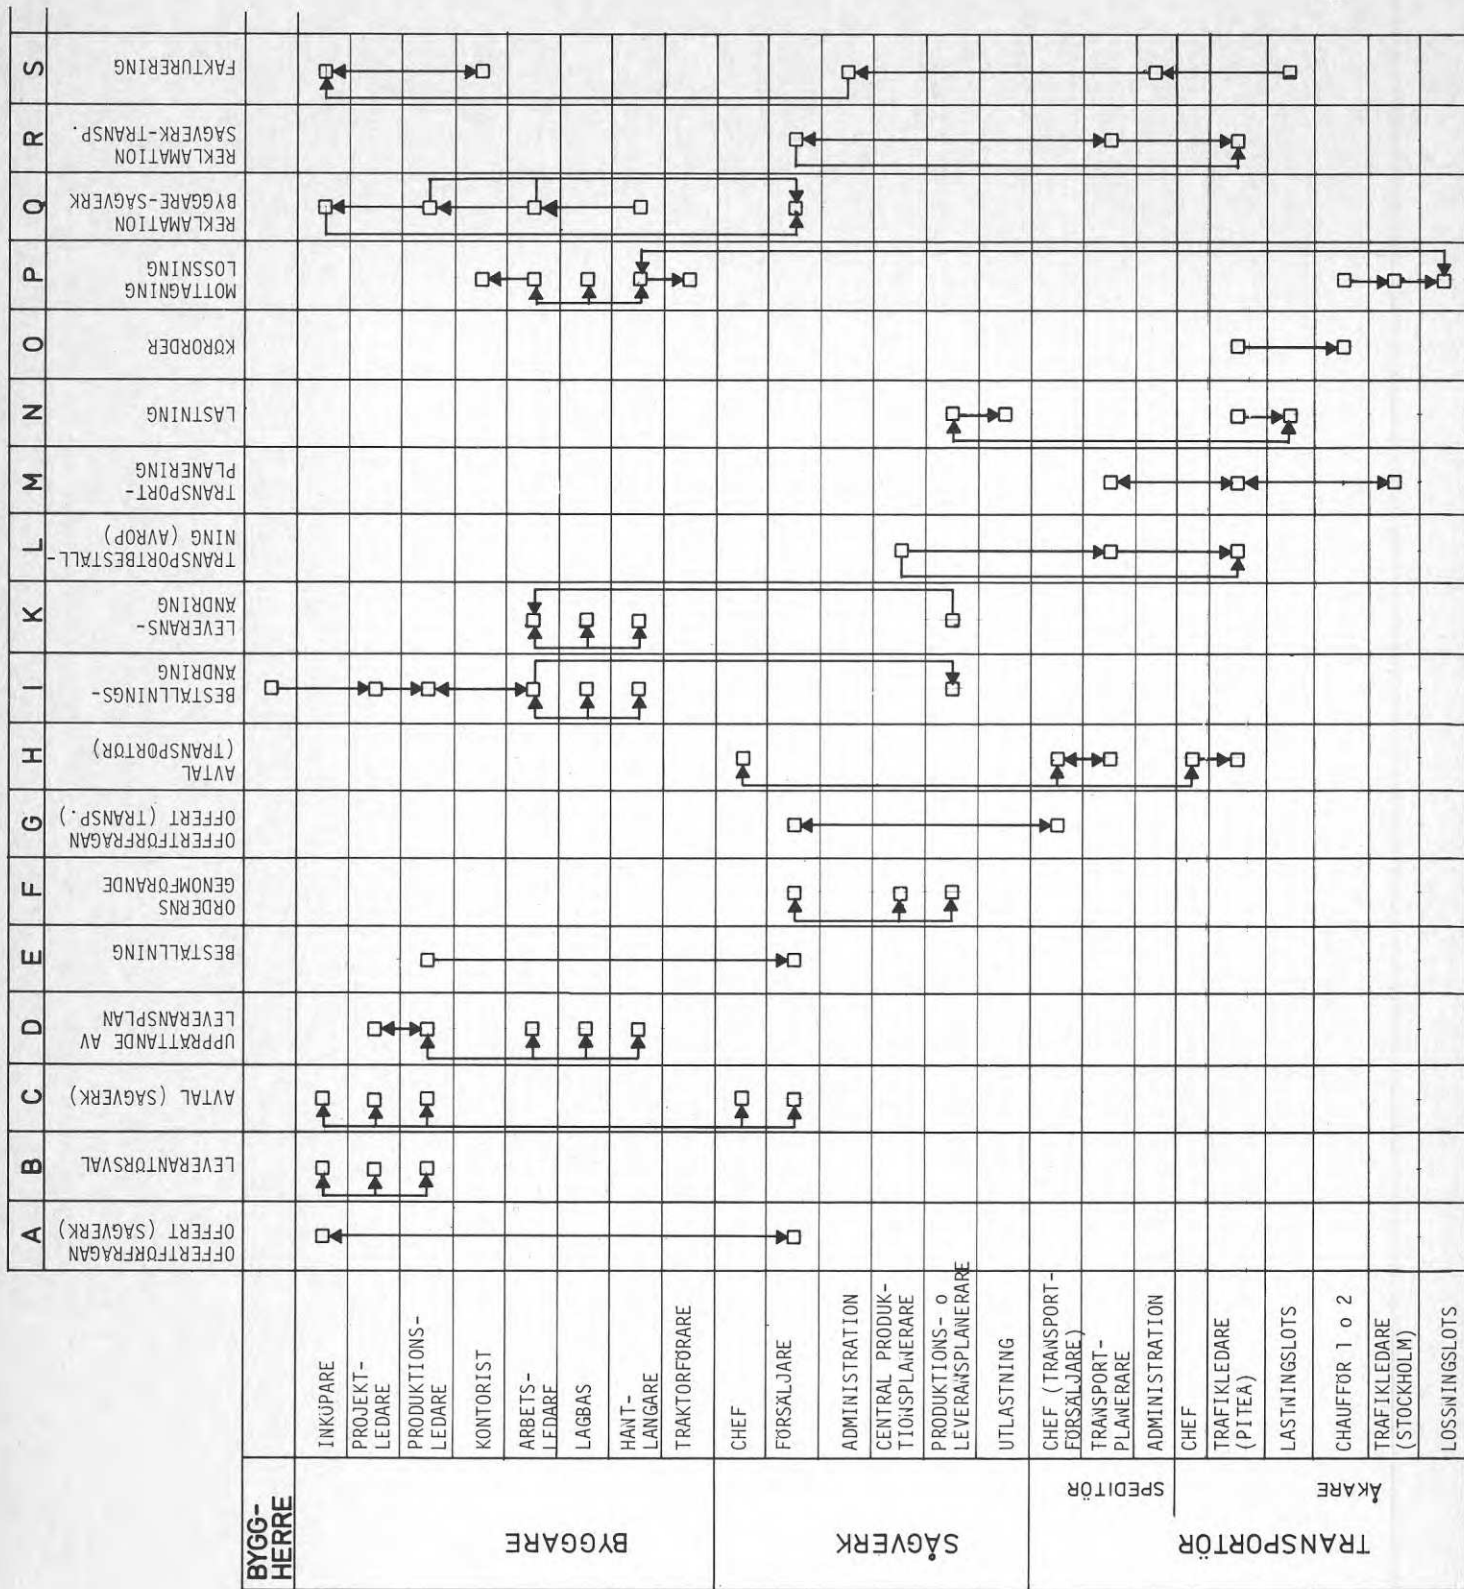 S
FAKTURERING
R
REKLAMATION
SÅGVERK-TRANSP.
Q
REKLAMATION
BYGGARE-SÅGVERK
P
MOTTAGNING
LOSSNING
O
KÖRORDER
N
LASTNING
M
TRANSPORT-
PLANERING
L
TRANSPORTBESTÄLL-
NING (AVROP)
K
LEVERANS-
ÄNDRING
I
BESTÄLLNINGS-
ÄNDRING
H
AVTAL
(TRANSPORTÖR)
G
OFFERTFÖRFRÅGAN
OFFERT (TRANSP.)
F
ORDERNS
GENOMFÖRANDE
E
BESTÄLLNING
D
UPPRÄTTANDE AV
LEVERANSPLAN
C
AVTAL (SÅGVERK)
B
LEVERANTÖRSVAL
A
OFFERTFÖRFRÅGAN
OFFERT (SÅGVERK)
BYGG-
HERRE
BYGGARE
INKÖPARE
PROJEKT-
LEDARE
PRODUKTIONS-
LEDARE
KONTORIST
ARBETS-
LEDARE
LAGBAS
HANT-
LANGARE
TRAKTORFÖRARE
SÅGVERK
CHEF
FÖRSÄLJARE
ADMINISTRATION
CENTRAL PRODUK-
TIONSPLANERARE
PRODUKTIONS- O
LEVERANSPLANERARE
UTLASTNING
TRANSPORTÖR
SPEDITÖR
CHEF (TRANSPORT-
FÖRSÄLJARE)
TRANSPORT-
PLANERARE
ADMINISTRATION
ÅKARE
CHEF
TRAFIKLEDARE
(PITEÅ)
LASTNINGSLOTS
CHAUFFÖR 1 o 2
TRAFIKLEDARE
(STOCKHOLM)
LOSSNINGSLOTS